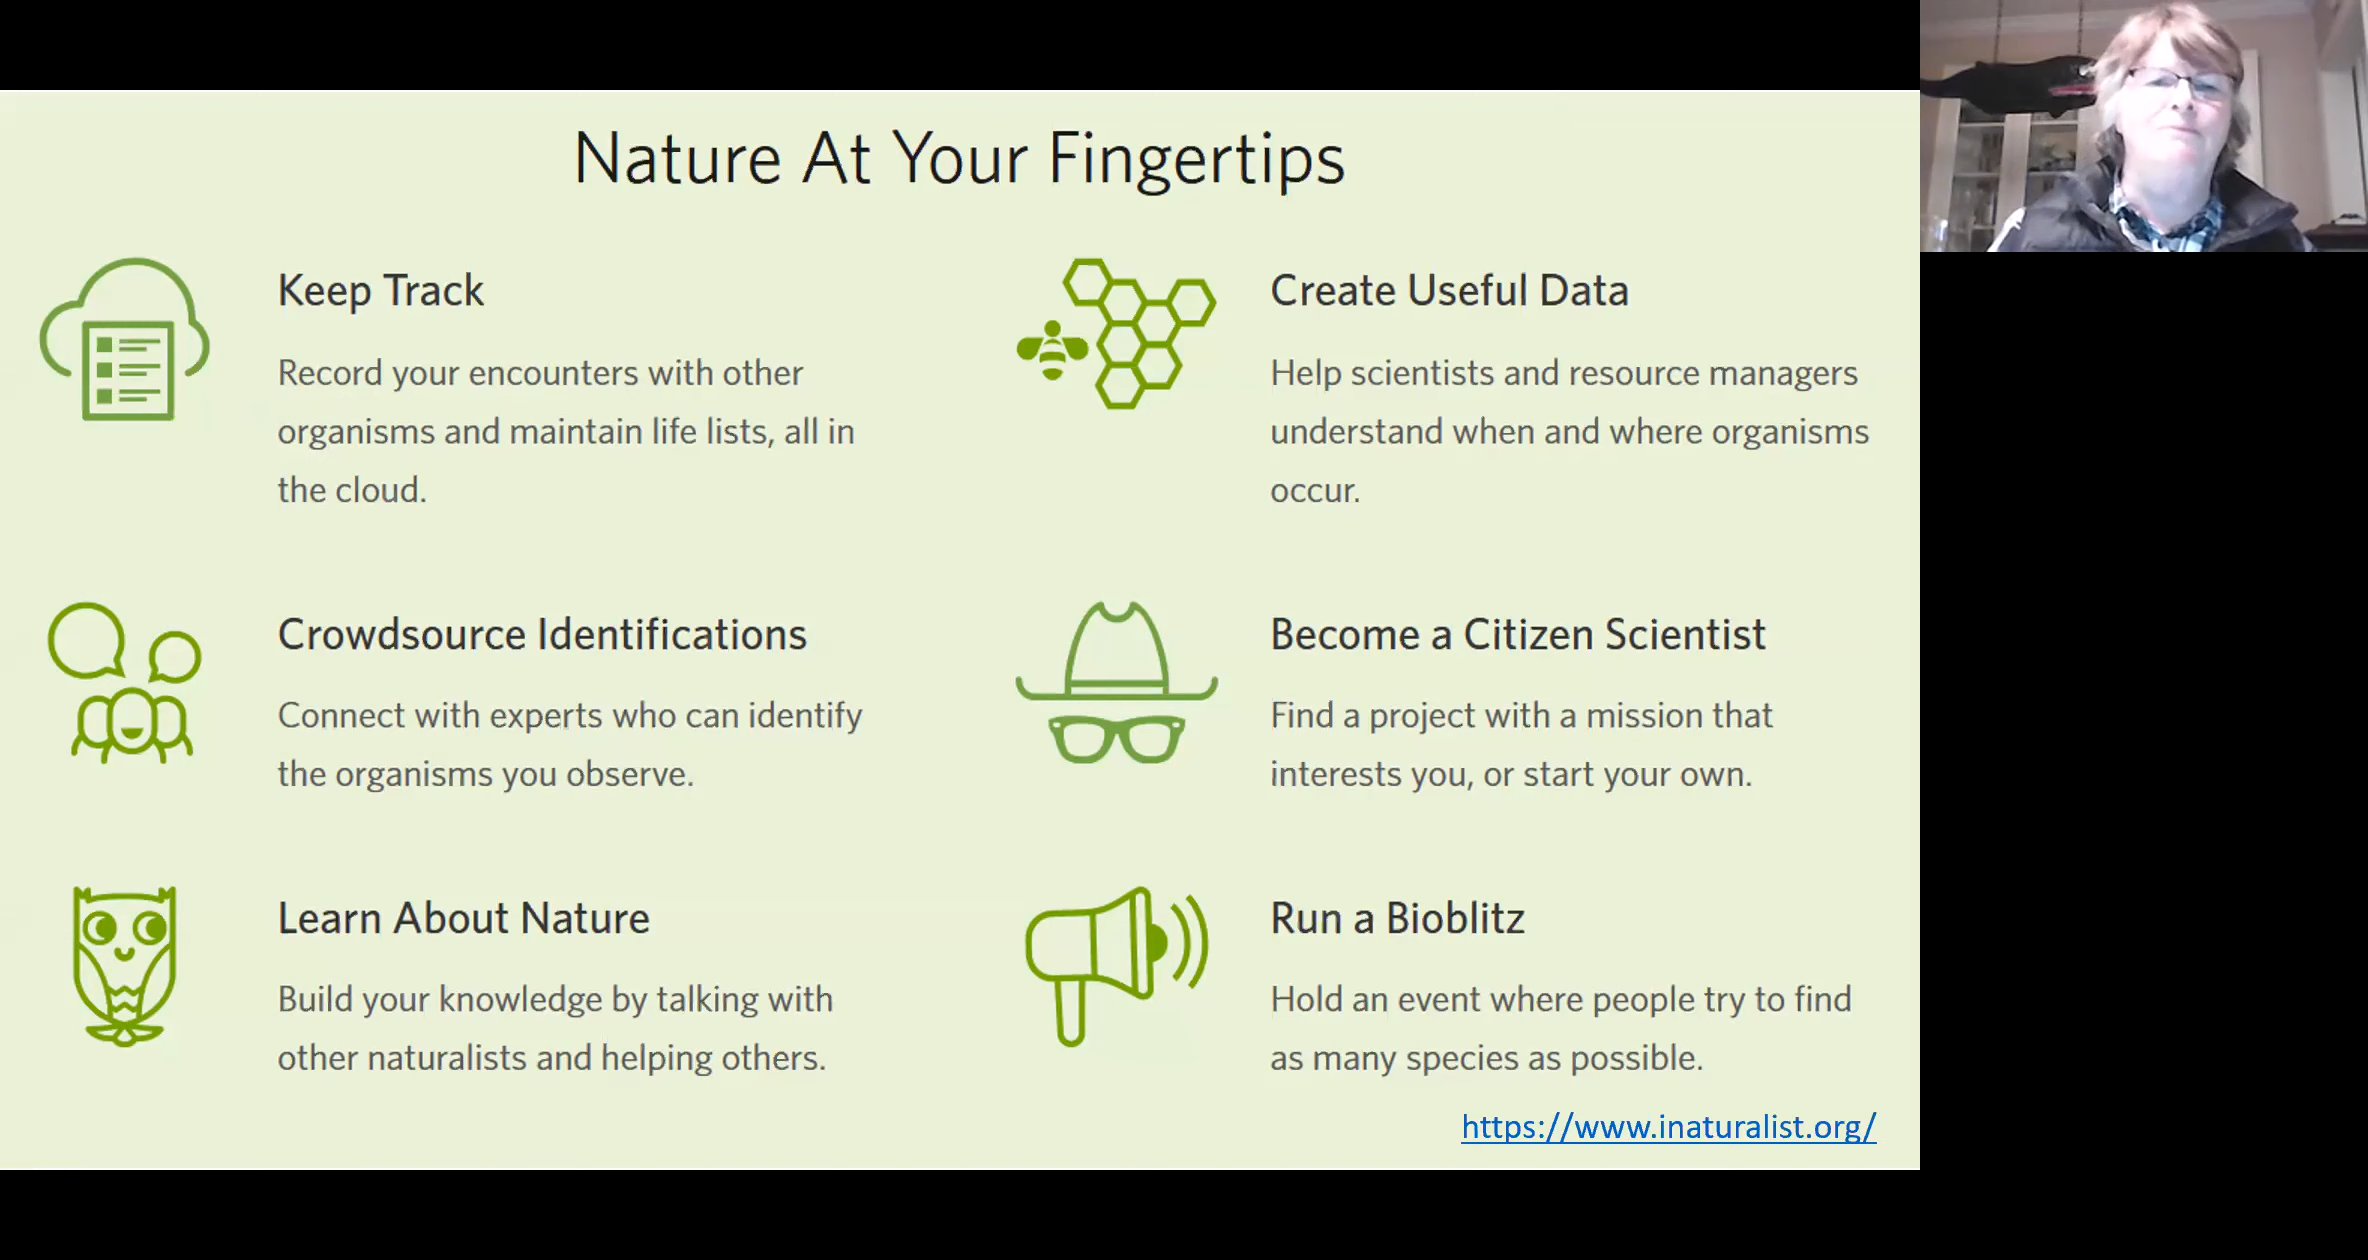 Nature At Your Fingertips
Keep Track
Record your encounters with other
organisms and maintain life lists, all in
the cloud.
Create Useful Data
Help scientists and resource managers
understand when and where organisms
occur.
Crowdsource Identifications
Connect with experts who can identify
the organisms you observe.
Become a Citizen Scientist
Find a project with a mission that
interests you, or start your own.
Learn About Nature
Build your knowledge by talking with
other naturalists and helping others.
Run a Bioblitz
Hold an event where people try to find
as many species as possible.
https://www.inaturalist.org/